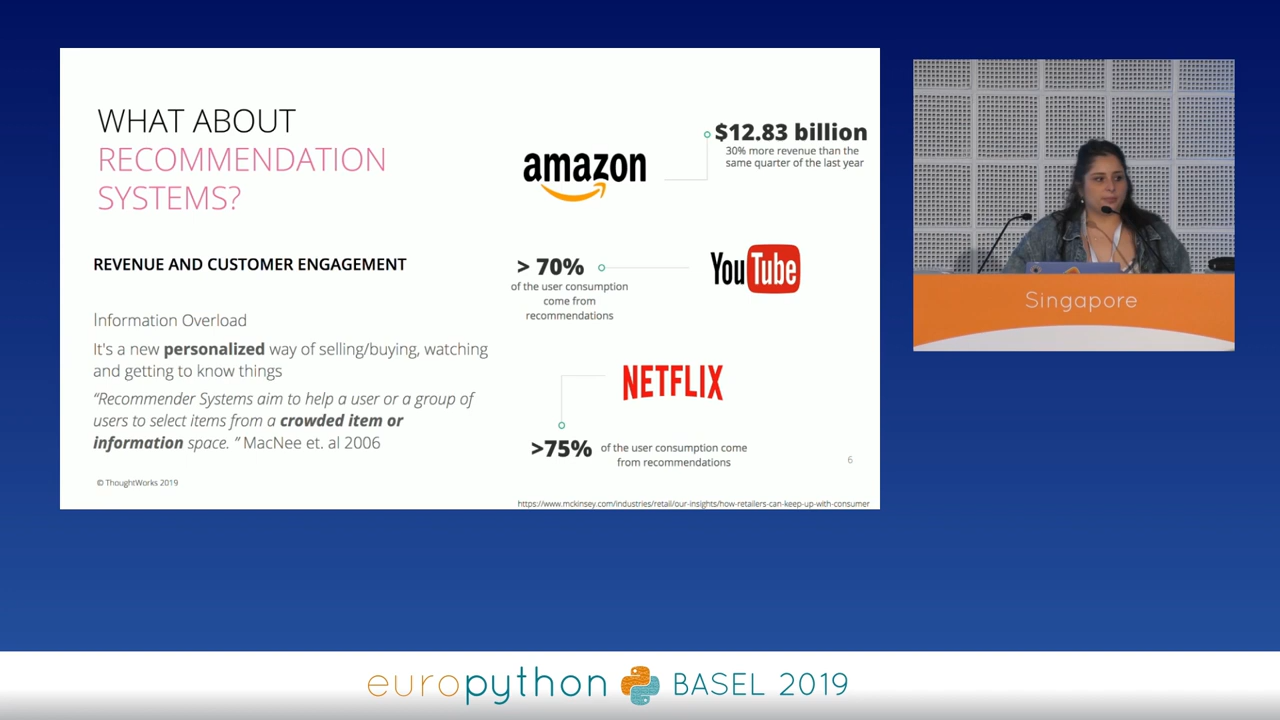 WHAT ABOUT
RECOMMENDATION
SYSTEMS?
REVENUE AND CUSTOMER ENGAGEMENT
Information Overload
It's a new personalized way of selling/buying, watching
and getting to know things
“Recommender Systems aim to help a user or a group of
users to select items from a crowded item or
information space. ” MacNee et. al 2006
© ThoughtWorks 2019
amazon
$12.83 billion
30% more revenue than the
same quarter of the last year
> 70%
of the user consumption
come from
recommendations
YouTube
NETFLIX
>75%
of the user consumption come
from recommendations
6
https://www.mckinsey.com/industries/retail/our-insights/how-retailers-can-keep-up-with-consumer
Singapore
europython BASEL 2019